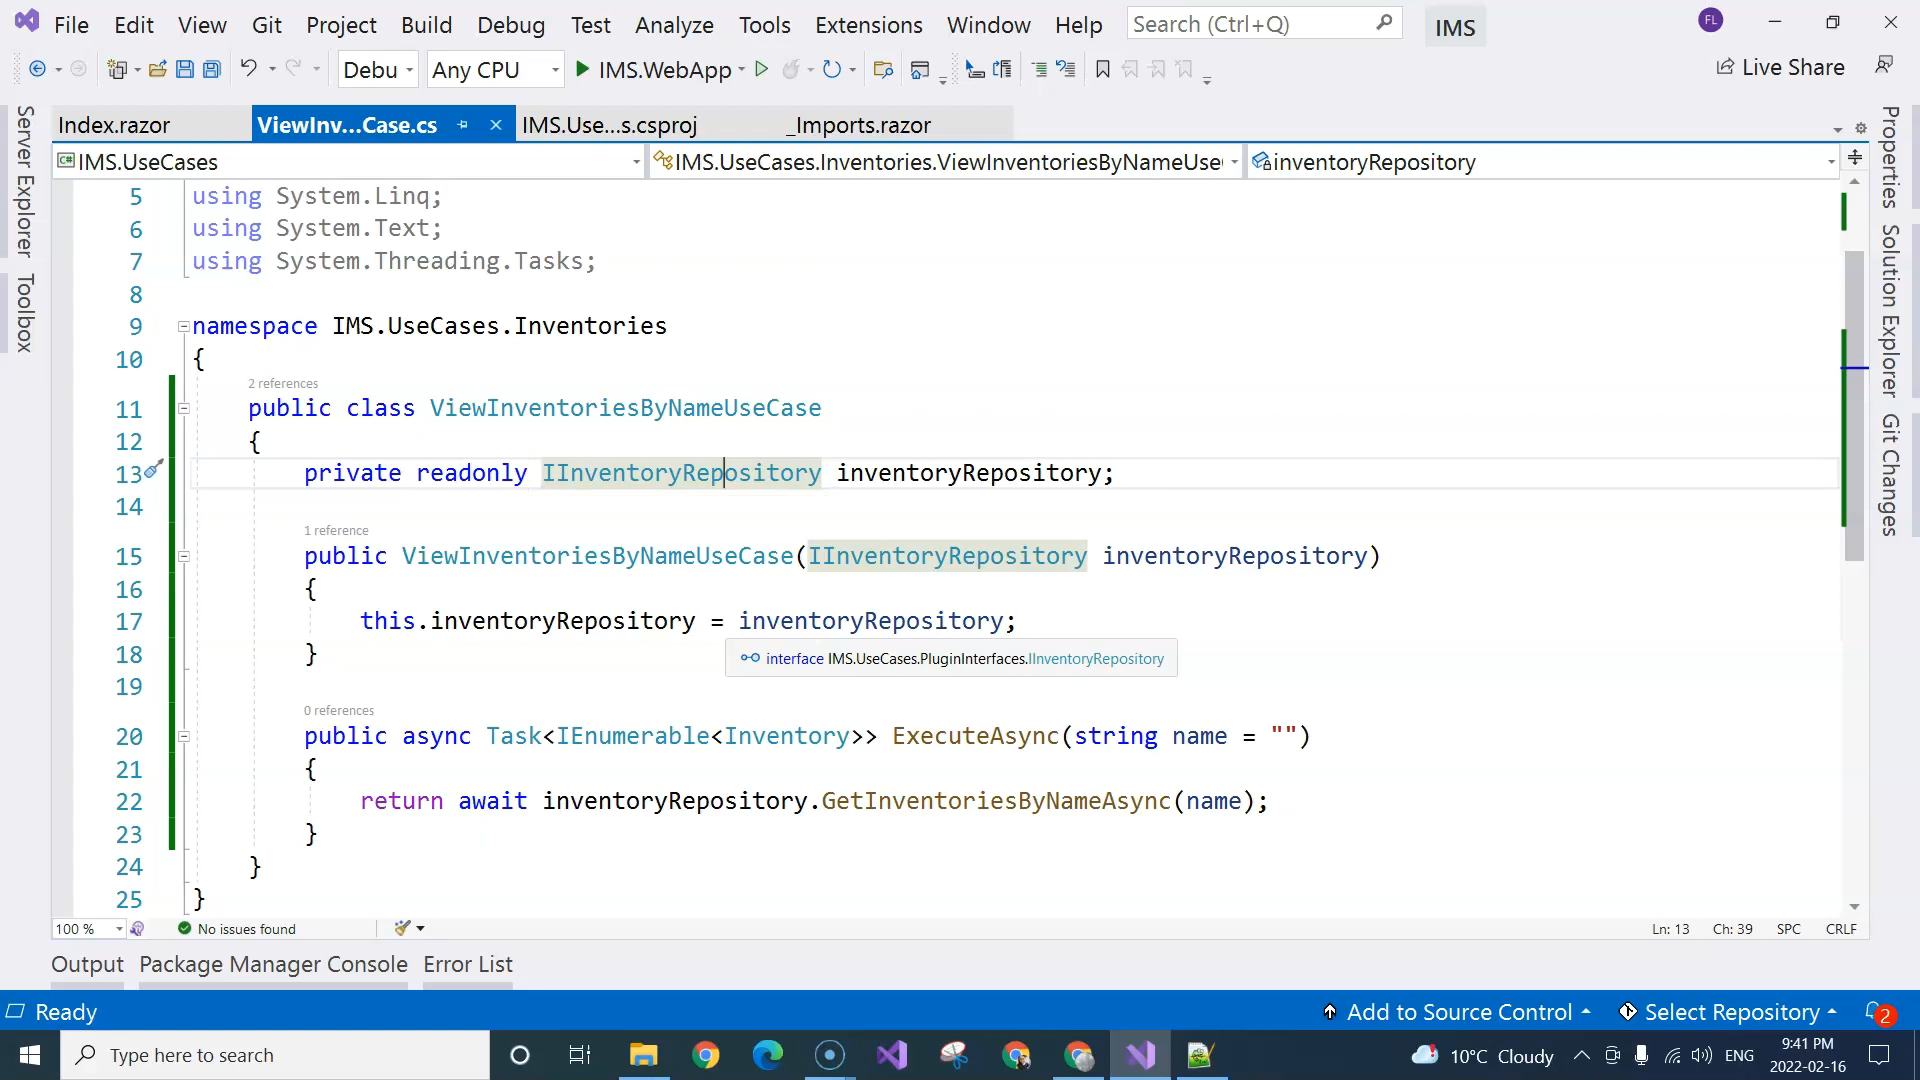 File Edit View Git Project Build Debug Test Analyze Tools Extensions Window Help Search (Ctrl+Q) IMS FL
Debu Any CPU IMS.WebApp Live Share
Index.razor ViewInv...Case.cs IMS.Use...s.csproj _Imports.razor
IMS.UseCases IMS.UseCases.Inventories.ViewInventoriesByNameUse inventoryRepository
Server Explorer
Toolbox
Properties
Solution Explorer
Git Changes
5 using System.Linq;
6 using System.Text;
7 using System.Threading.Tasks;
8
9 namespace IMS.UseCases.Inventories
10 {
2 references
11 public class ViewInventoriesByNameUseCase
12 {
13 private readonly IInventoryRepository inventoryRepository;
14
1 reference
15 public ViewInventoriesByNameUseCase(IInventoryRepository inventoryRepository)
16 {
17 this.inventoryRepository = inventoryRepository;
18 }
interface IMS.UseCases.PluginInterfaces.IInventoryRepository
19
0 references
20 public async Task<IEnumerable<Inventory>> ExecuteAsync(string name = "")
21 {
22 return await inventoryRepository.GetInventoriesByNameAsync(name);
23 }
24 }
25 }
100 % No issues found Ln: 13 Ch: 39 SPC CRLF
Output Package Manager Console Error List
Ready Add to Source Control Select Repository 2
Type here to search 10°C Cloudy ENG 9:41 PM
2022-02-16